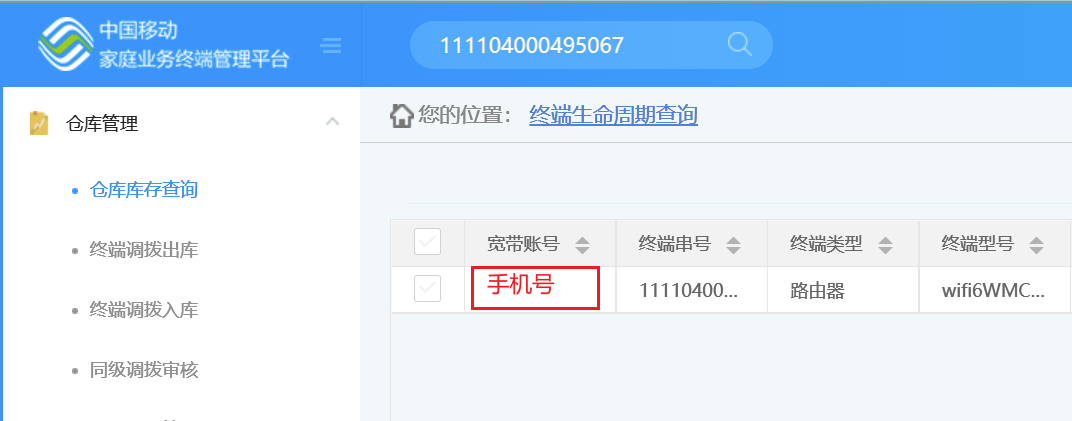 中国移动
家庭业务终端管理平台
111104000495067
仓库管理
您的位置: 终端生命周期查询
仓库库存查询
终端调拨出库
终端调拨入库
同级调拨审核
宽带账号 终端串号 终端类型 终端型号
手机号 11110400... 路由器 wifi6WMC...